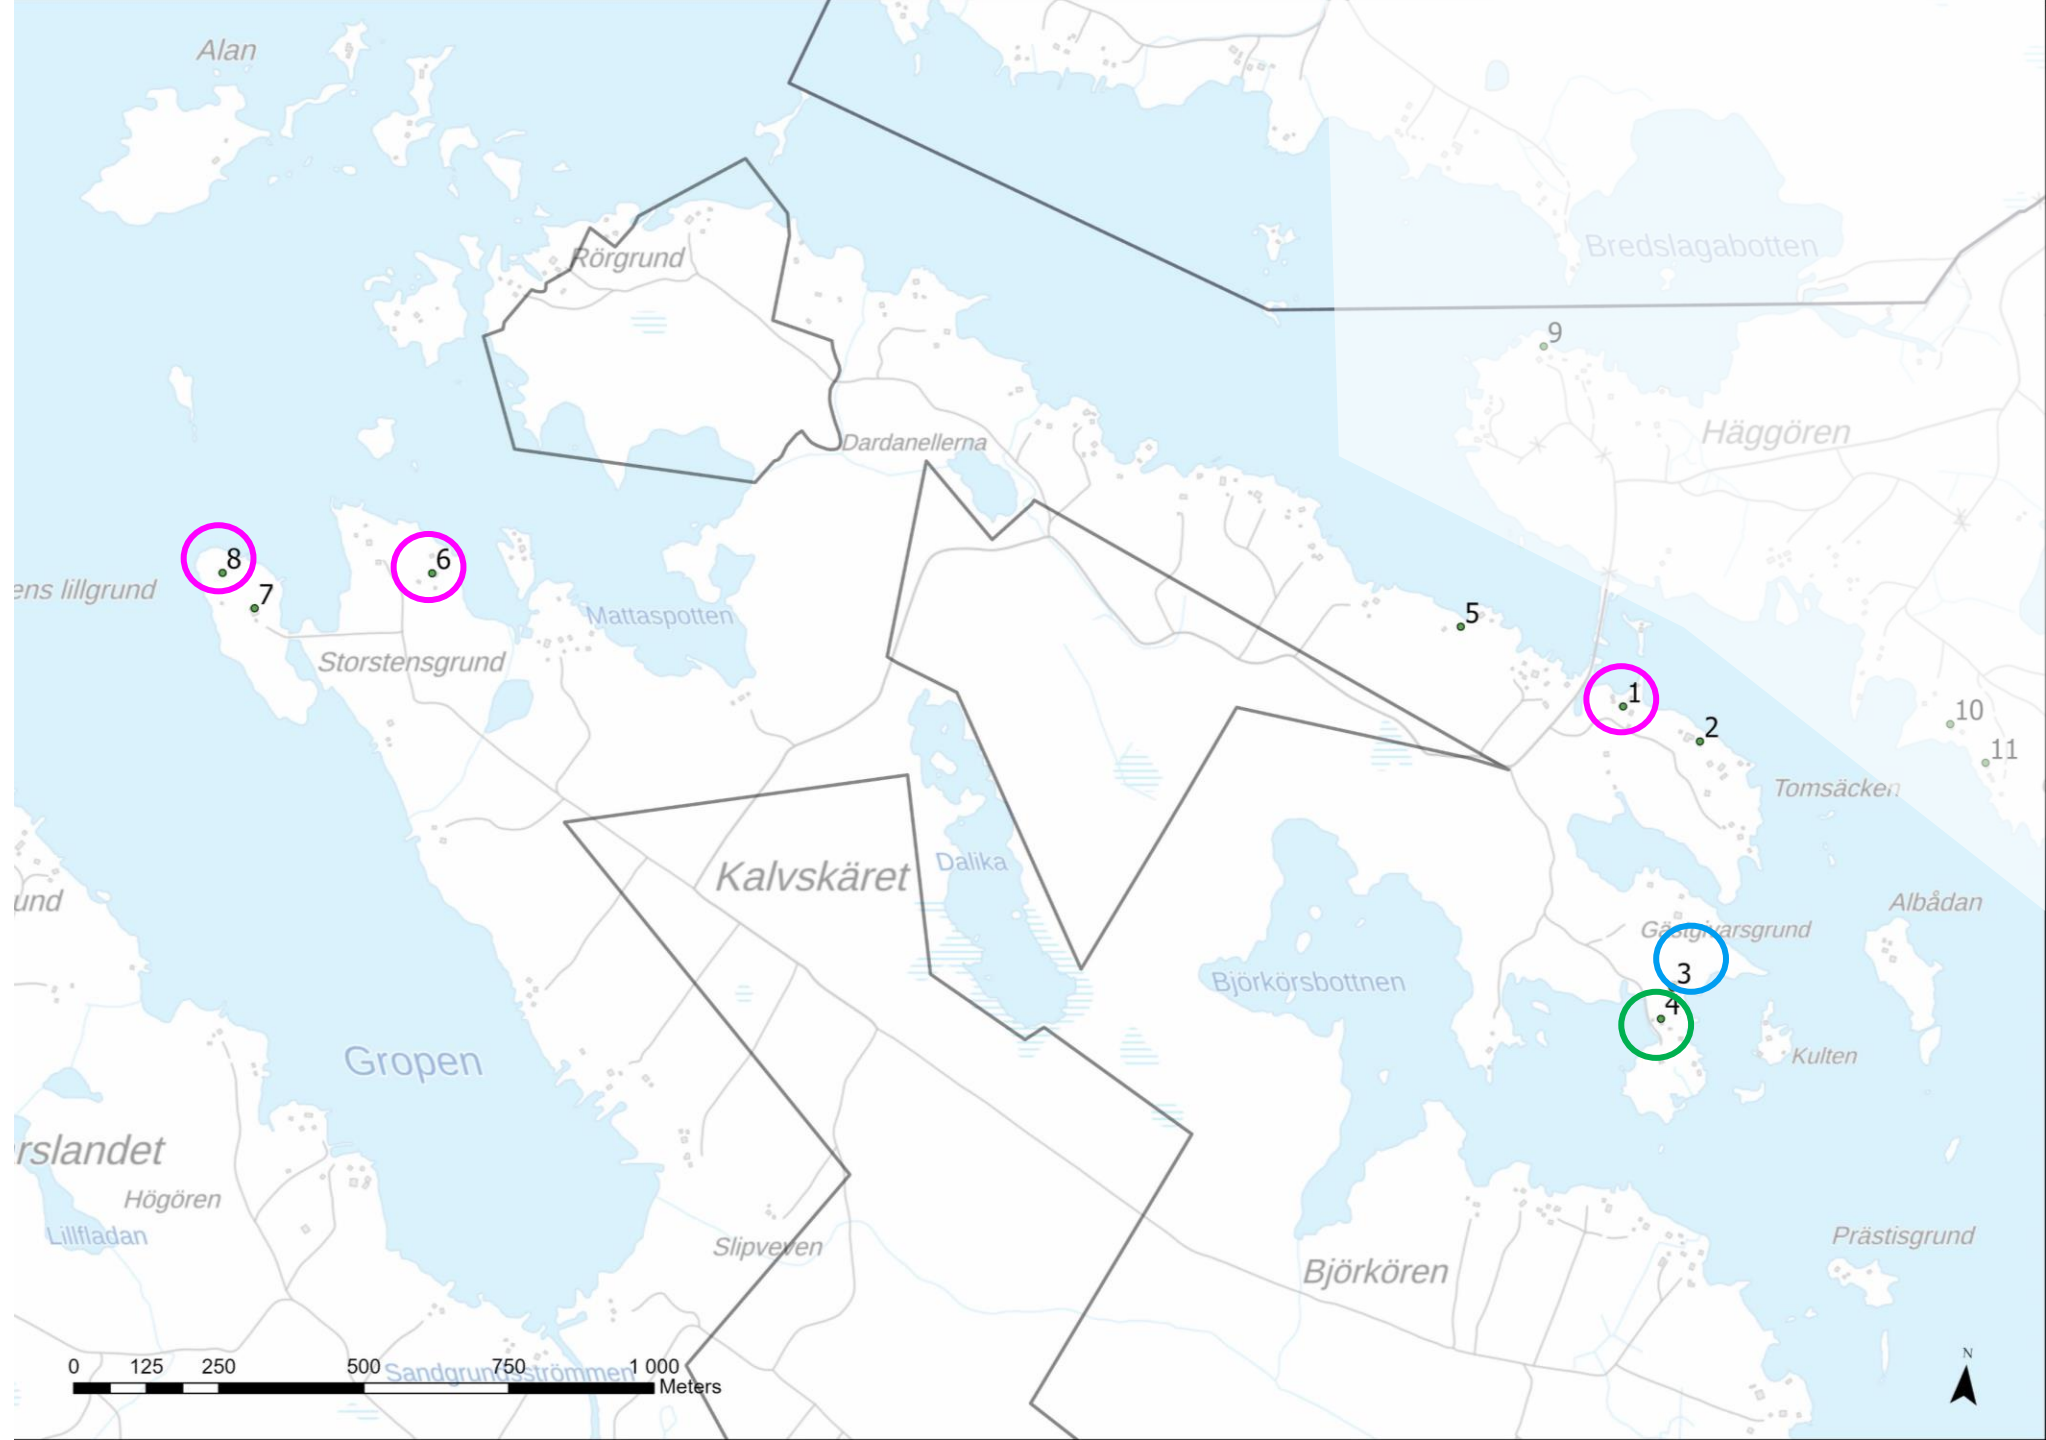 Alan
Bredslagabotten
Rörgrund
9
Häggören
Dardanellerna
8
6
ens lillgrund
7
Mattaspotten
5
Storstensgrund
1
2
10
11
Tomsäcken
Kalvskäret
Dalika
und
Albådan
Gästgivarsgrund
3
Björkörsbottnen
4
Gropen
Kulten
rslandet
Högören
Lillfladan
Slipveven
Prästisgrund
Björkören
N
0 125 250 500 750 1 000
Sandgrundsströmmen
Meters